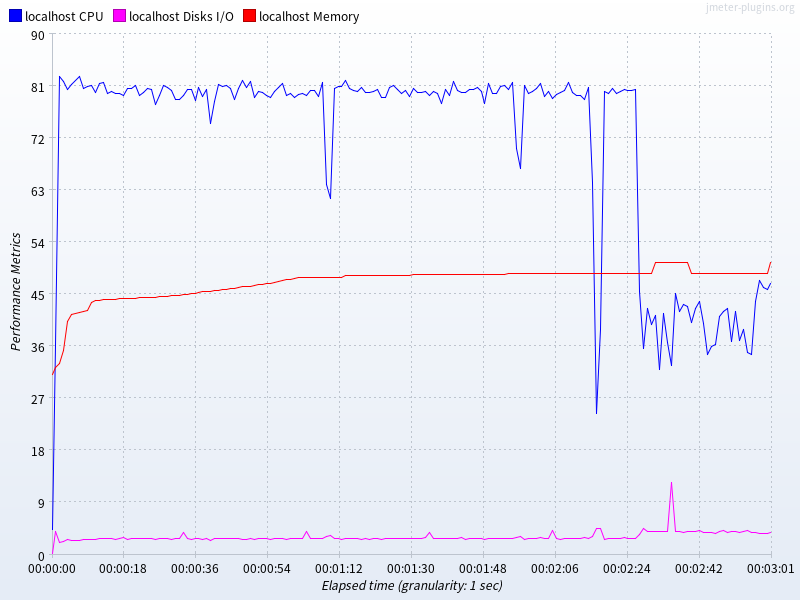 localhost CPU localhost Disks I/O localhost Memory
jmeter-plugins.org
90
81
72
63
54
45
36
27
18
9
0
Performance Metrics
00:00:00 00:00:18 00:00:36 00:00:54 00:01:12 00:01:30 00:01:48 00:02:06 00:02:24 00:02:42 00:03:01
Elapsed time (granularity: 1 sec)